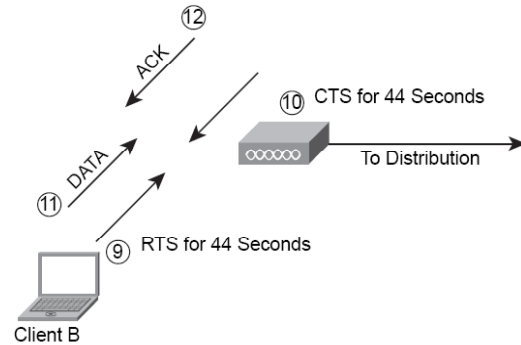 ⑫
ACK
⑩ CTS for 44 Seconds
To Distribution
DATA
⑪
⑨ RTS for 44 Seconds
Client B